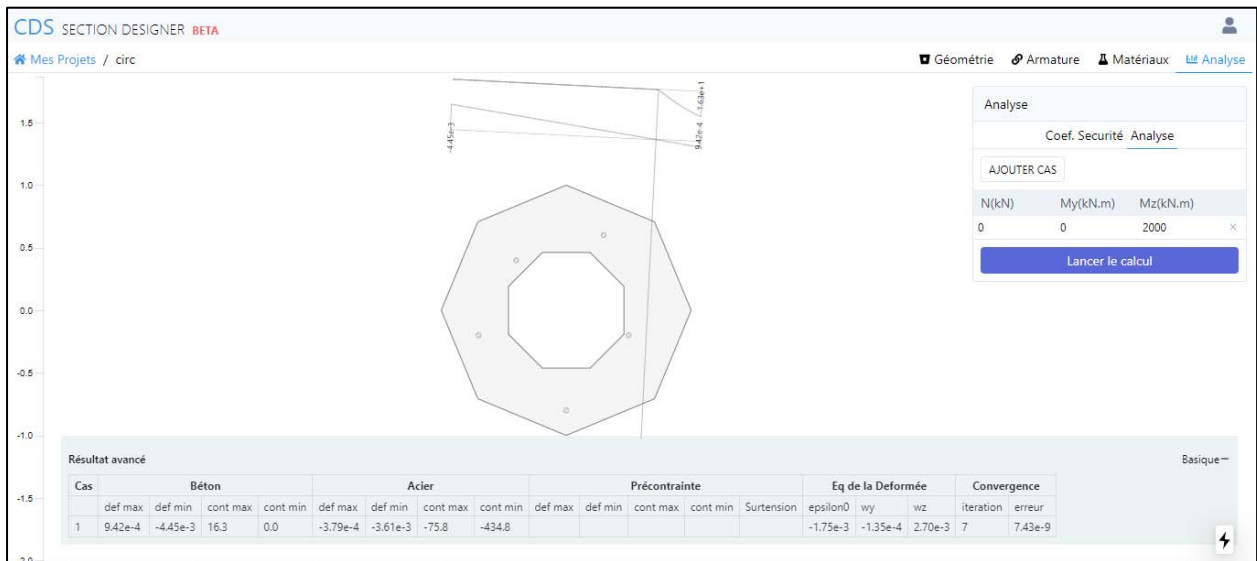 CDS SECTION DESIGNER BETA
Mes Projets / circ
Géométrie Armature Matériaux Analyse
1.5
1.0
0.5
0.0
-0.5
-1.0
-1.5
-2.0
-1.63e+1
-4.45e-3
9.42e-4
Analyse
Coef. Securité Analyse
AJOUTER CAS
N(kN) My(kN.m) Mz(kN.m)
0 0 2000 ×
Lancer le calcul
Résultat avancé Basique−
Cas Béton Acier Précontrainte Eq de la Deformée Convergence
def max def min cont max cont min def max def min cont max cont min def max def min cont max cont min Surtension epsilon0 wy wz iteration erreur
1 9.42e-4 -4.45e-3 16.3 0.0 -3.79e-4 -3.61e-3 -75.8 -434.8 -1.75e-3 -1.35e-4 2.70e-3 7 7.43e-9